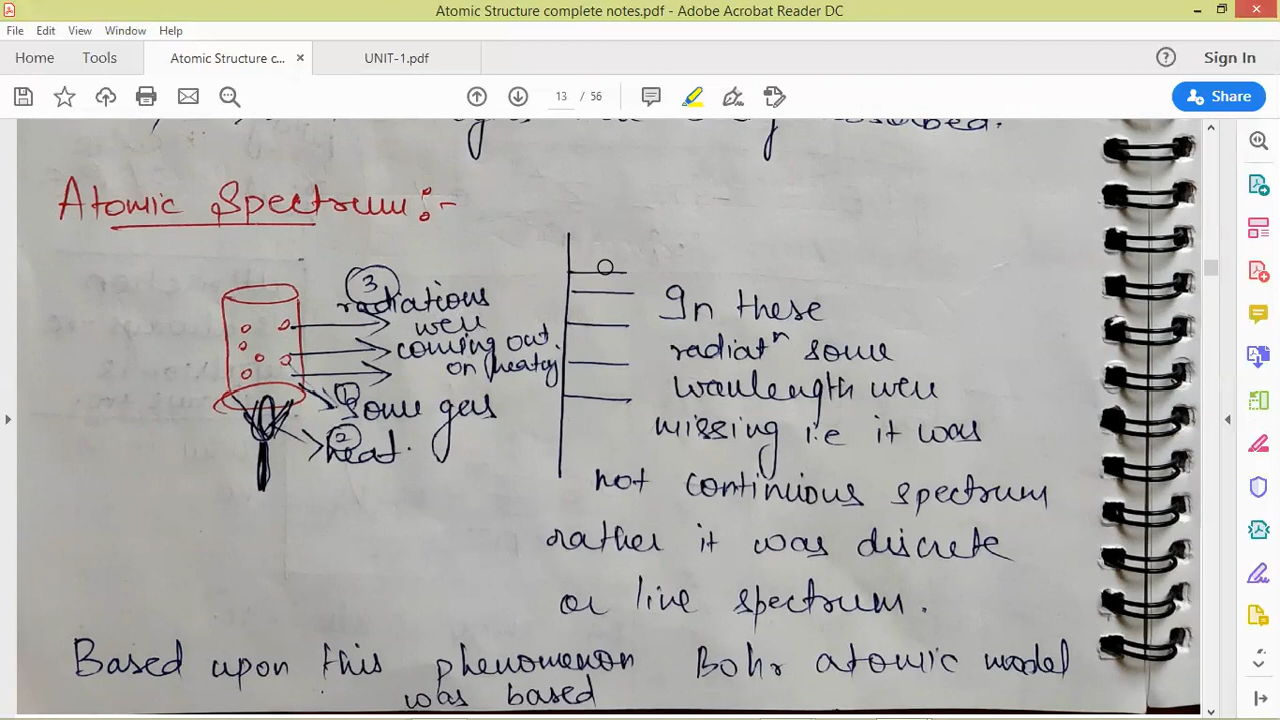 Atomic Structure complete notes.pdf - Adobe Acrobat Reader DC
File Edit View Window Help
Home Tools Atomic Structure c... × UNIT-1.pdf Sign In
13 / 56 Share
Atomic Spectrum :-
3
radiations
were
coming out
on heating
1
some gas
2
heat.
In these
radiatn some
wavlength were
missing i.e it was
not continuous spectrum
rather it was discrete
or line spectrum.
Based upon this phenomenon Bohr atomic model
was based